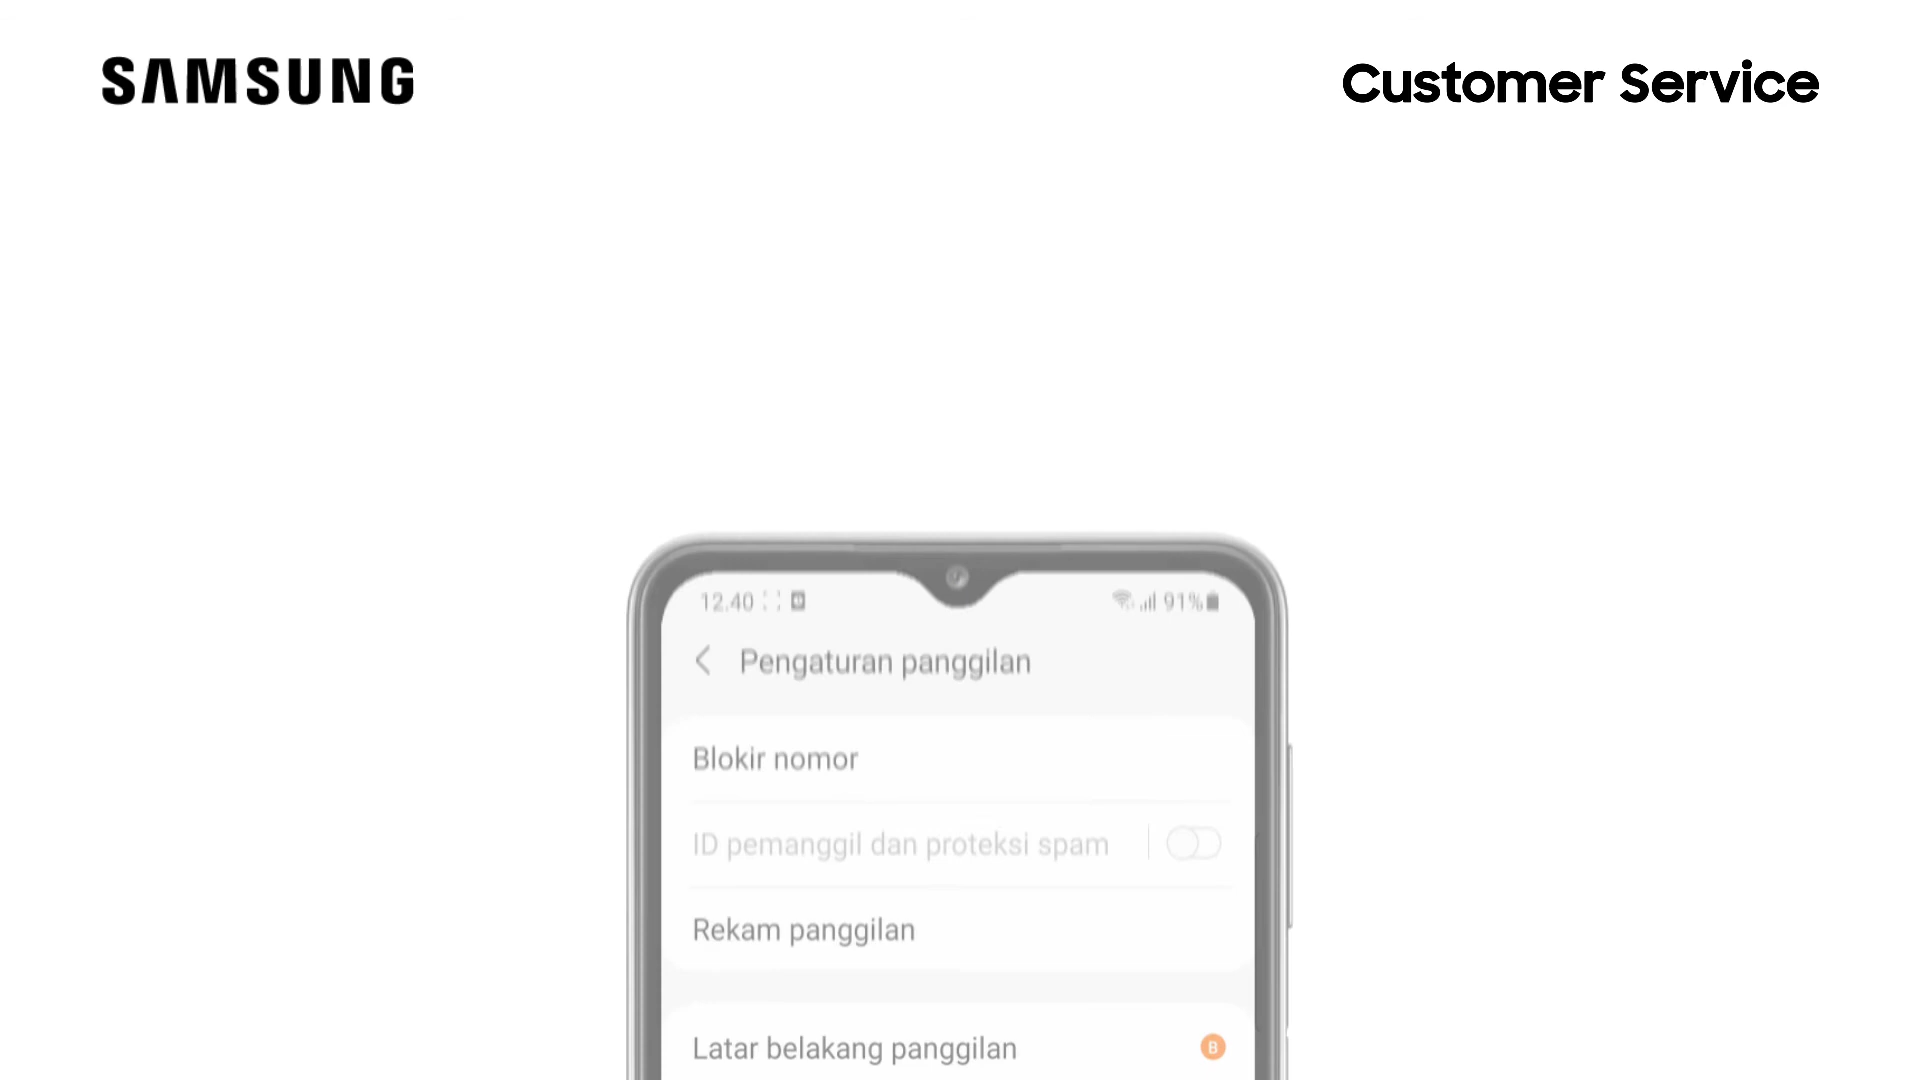 SAMSUNG
Customer Service
12.40 91%
Pengaturan panggilan
Blokir nomor
ID pemanggil dan proteksi spam
Rekam panggilan
Latar belakang panggilan B